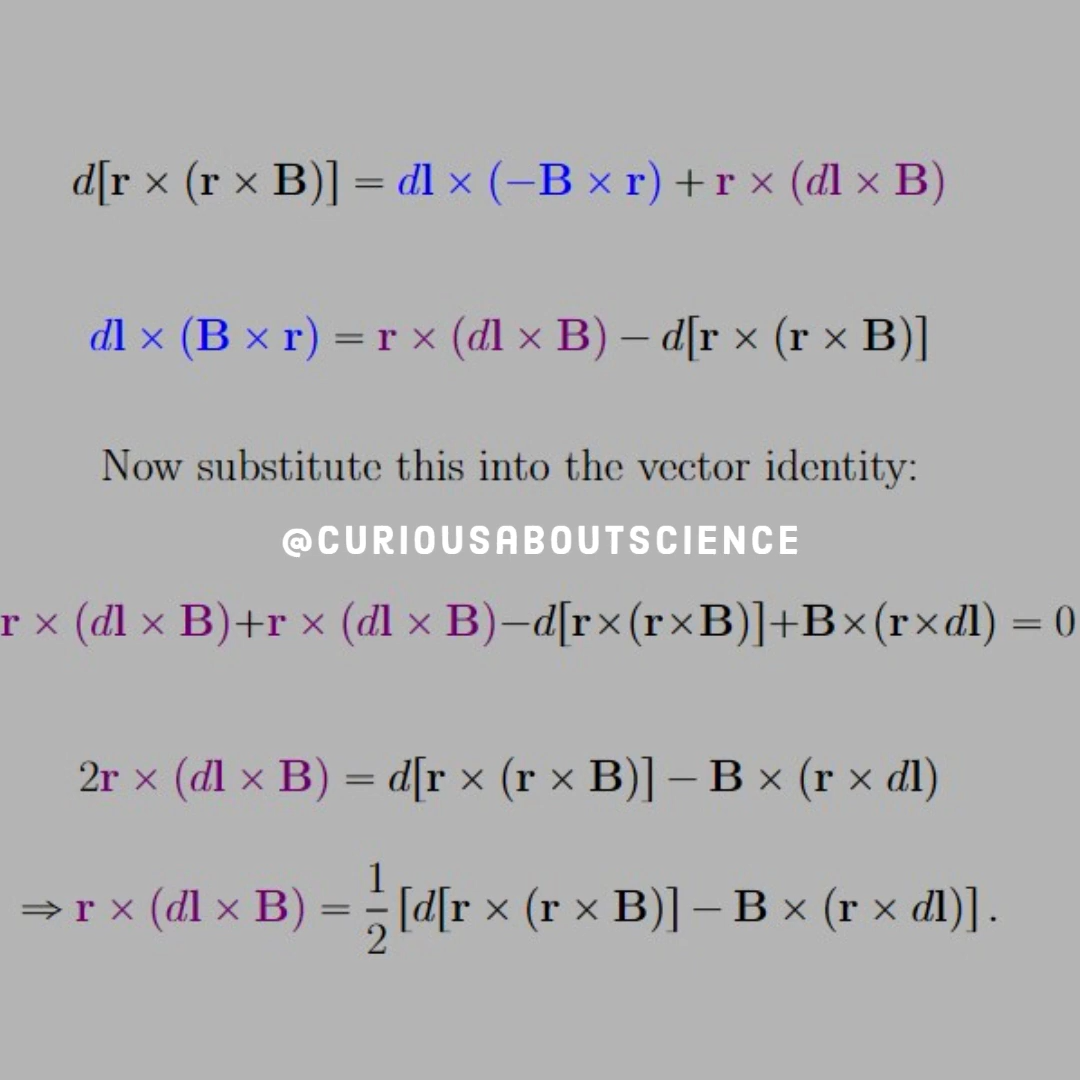 d[r × (r × B)] = dl × (−B × r) + r × (dl × B)
dl × (B × r) = r × (dl × B) − d[r × (r × B)]
Now substitute this into the vector identity:
@CURIOUSABOUTSCIENCE
r × (dl × B)+r × (dl × B)−d[r×(r×B)]+B×(r×dl) = 0
2r × (dl × B) = d[r × (r × B)] − B × (r × dl)
⇒ r × (dl × B) = 1/2 [d[r × (r × B)] − B × (r × dl)] .